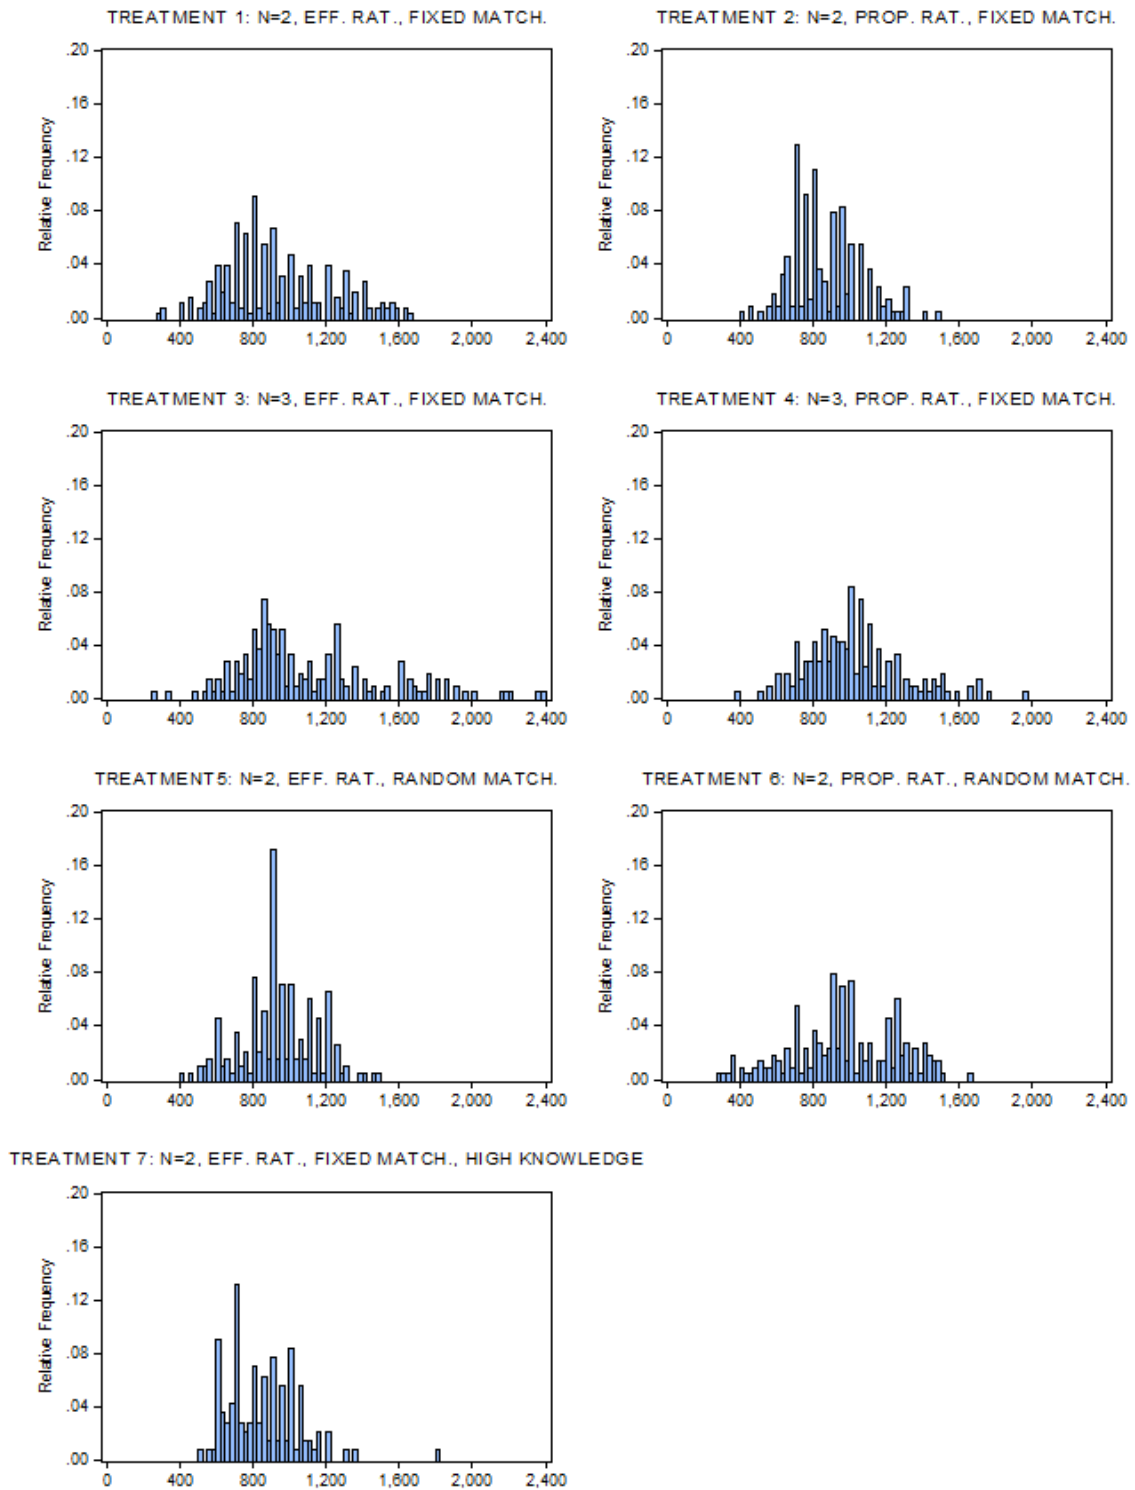 TREATMENT 1: N=2, EFF. RAT., FIXED MATCH.
.20
.16
.12
.08
.04
.00
Relative Frequency
0 400 800 1,200 1,600 2,000 2,400
TREATMENT 2: N=2, PROP. RAT., FIXED MATCH.
.20
.16
.12
.08
.04
.00
Relative Frequency
0 400 800 1,200 1,600 2,000 2,400
TREATMENT 3: N=3, EFF. RAT., FIXED MATCH.
.20
.16
.12
.08
.04
.00
Relative Frequency
0 400 800 1,200 1,600 2,000 2,400
TREATMENT 4: N=3, PROP. RAT., FIXED MATCH.
.20
.16
.12
.08
.04
.00
Relative Frequency
0 400 800 1,200 1,600 2,000 2,400
TREATMENT5: N=2, EFF. RAT., RANDOM MATCH.
.20
.16
.12
.08
.04
.00
Relative Frequency
0 400 800 1,200 1,600 2,000 2,400
TREATMENT 6: N=2, PROP. RAT., RANDOM MATCH.
.20
.16
.12
.08
.04
.00
Relative Frequency
0 400 800 1,200 1,600 2,000 2,400
TREATMENT 7: N=2, EFF. RAT., FIXED MATCH., HIGH KNOWLEDGE
.20
.16
.12
.08
.04
.00
Relative Frequency
0 400 800 1,200 1,600 2,000 2,400